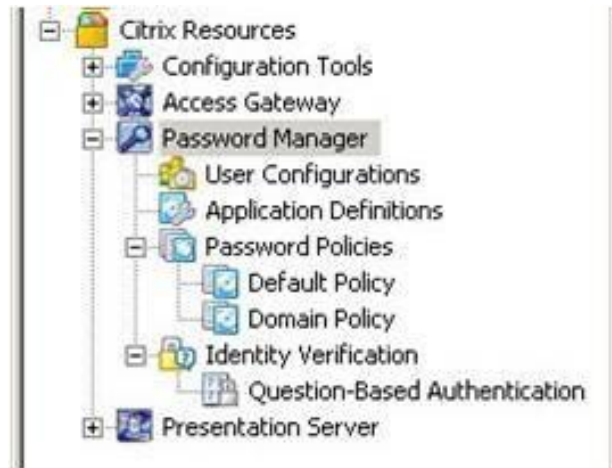 Citrix Resources
Configuration Tools
Access Gateway
Password Manager
User Configurations
Application Definitions
Password Policies
Default Policy
Domain Policy
Identity Verification
Question-Based Authentication
Presentation Server